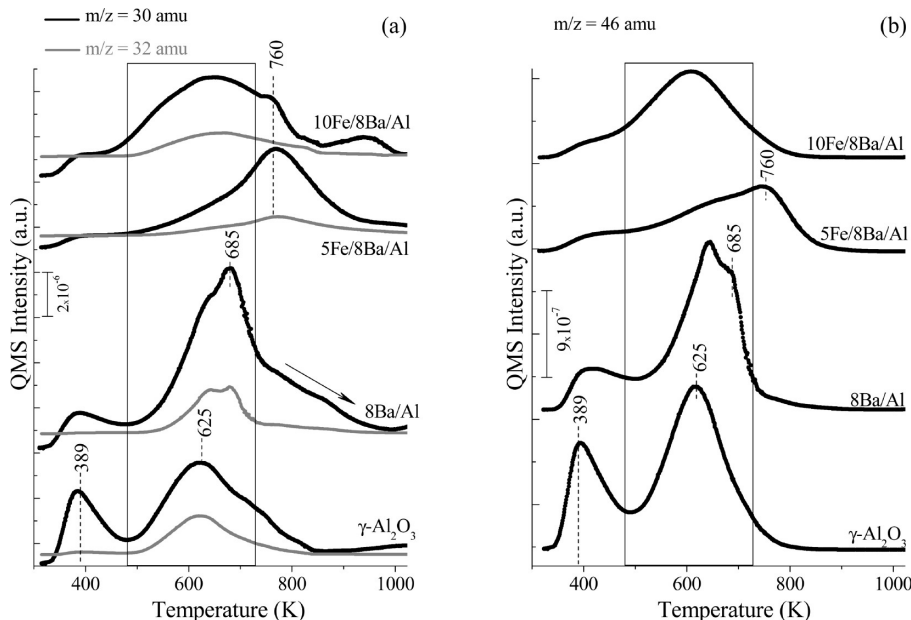 m/z = 30 amu
m/z = 32 amu
(a)
760
10Fe/8Ba/Al
5Fe/8Ba/Al
685
2x10⁻⁶
8Ba/Al
625
389
γ-Al₂O₃
QMS Intensity (a.u.)
400 600 800 1000
Temperature (K)
m/z = 46 amu
(b)
10Fe/8Ba/Al
760
5Fe/8Ba/Al
685
9x10⁻⁷
8Ba/Al
625
389
γ-Al₂O₃
QMS Intensity (a.u.)
400 600 800 1000
Temperature (K)